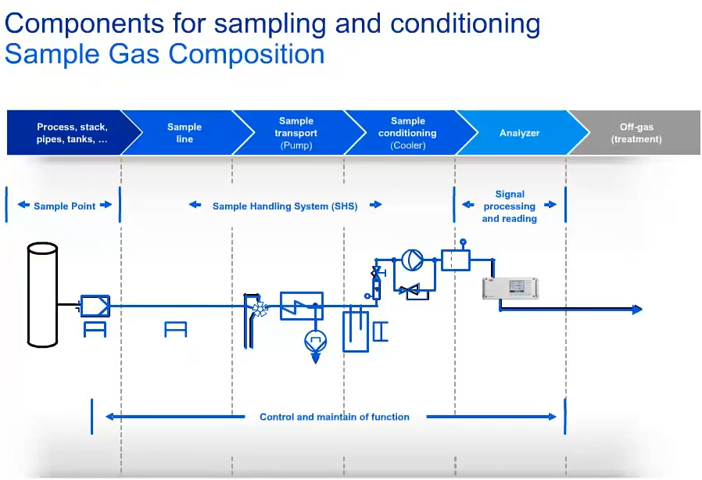 Components for sampling and conditioning
Sample Gas Composition
Process, stack,
pipes, tanks, ...
Sample
line
Sample
transport
(Pump)
Sample
conditioning
(Cooler)
Analyzer
Off-gas
(treatment)
Sample Point
Sample Handling System (SHS)
Signal
processing
and reading
Control and maintain of function